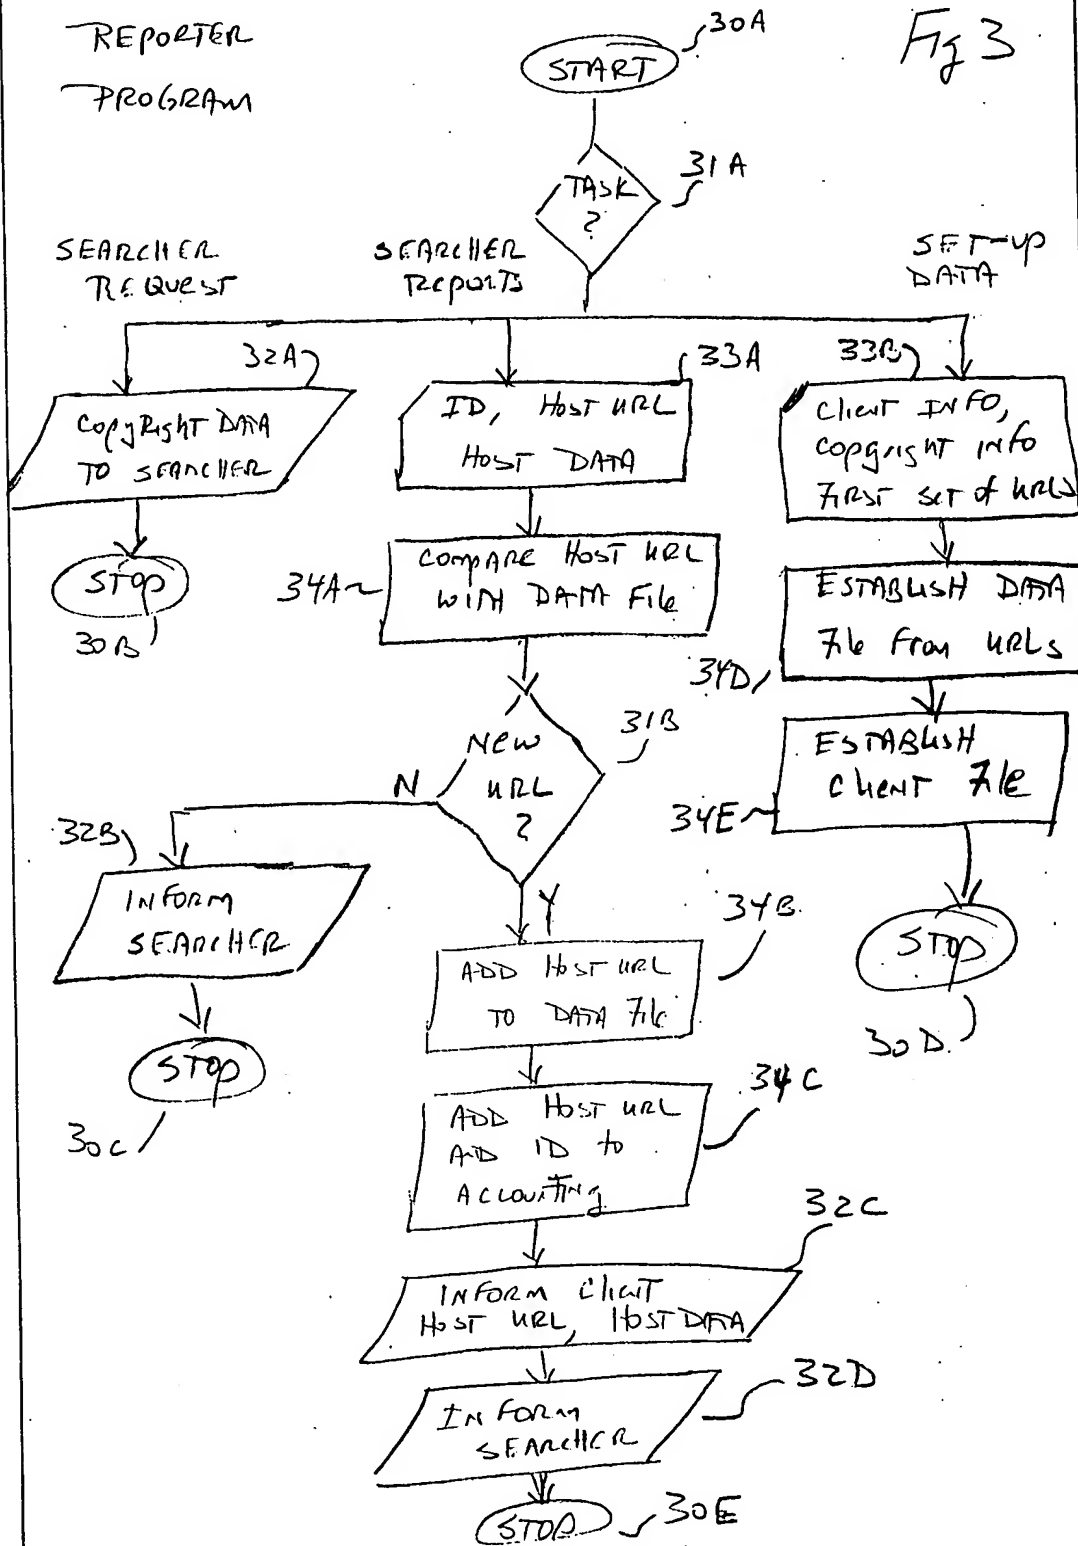 REPORTER
PROGRAM
Fig 3
START
30A
TASK
?
31A
SEARCHER
REQUEST
SEARCHER
REPORTS
SET-UP
DATA
32A
COPYRIGHT DATA
TO SEARCHER
STOP
30B
33A
ID, HOST URL
HOST DATA
34A
COMPARE HOST URL
WITH DATA FILE
NEW
URL
?
31B
N
Y
32B
INFORM
SEARCHER
STOP
30C
34B
ADD HOST URL
TO DATA FILE
34C
ADD HOST URL
AND ID to
ACCOUNTING
32C
INFORM CLIENT
HOST URL, HOST DATA
32D
INFORM
SEARCHER
STOP
30E
33B
Client INFO,
Copyright INFO
FIRST SET of URLS
ESTABLISH DATA
File From URLs
34D
ESTABLISH
CLIENT File
34E
STOP
30D.